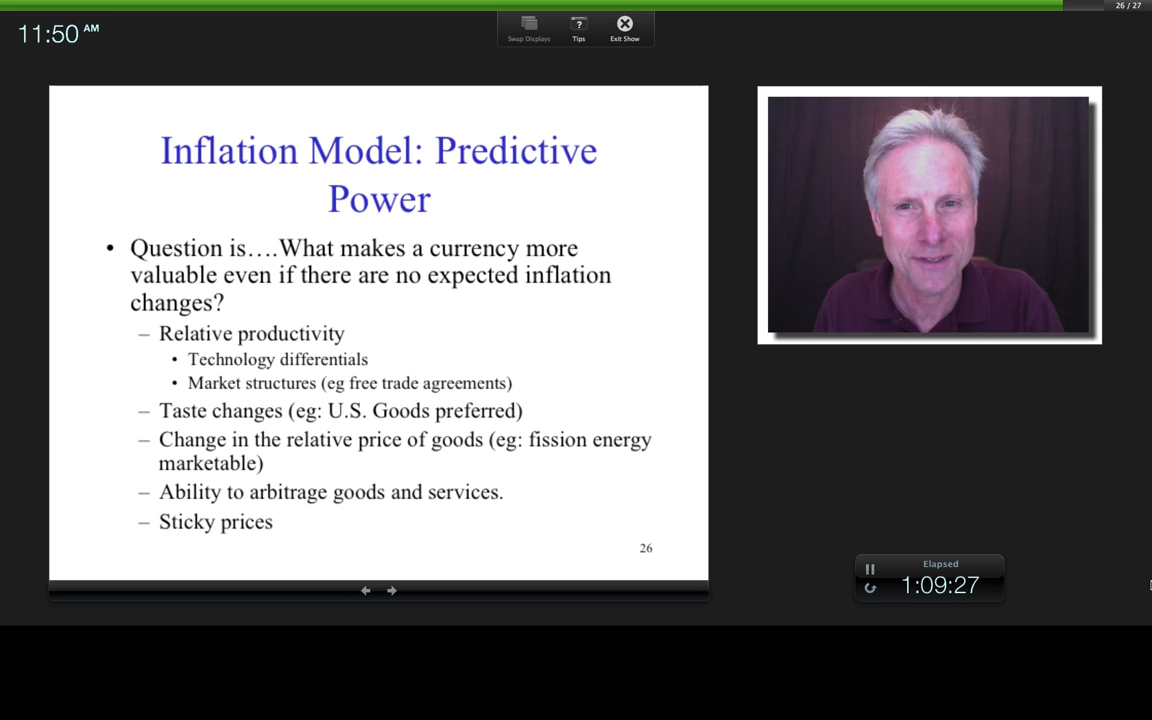 26 / 27
11:50 AM
Swap Displays
Tips
Exit Show
Inflation Model: Predictive
Power
• Question is….What makes a currency more
valuable even if there are no expected inflation
changes?
– Relative productivity
• Technology differentials
• Market structures (eg free trade agreements)
– Taste changes (eg: U.S. Goods preferred)
– Change in the relative price of goods (eg: fission energy
marketable)
– Ability to arbitrage goods and services.
– Sticky prices
26
Elapsed
1:09:27